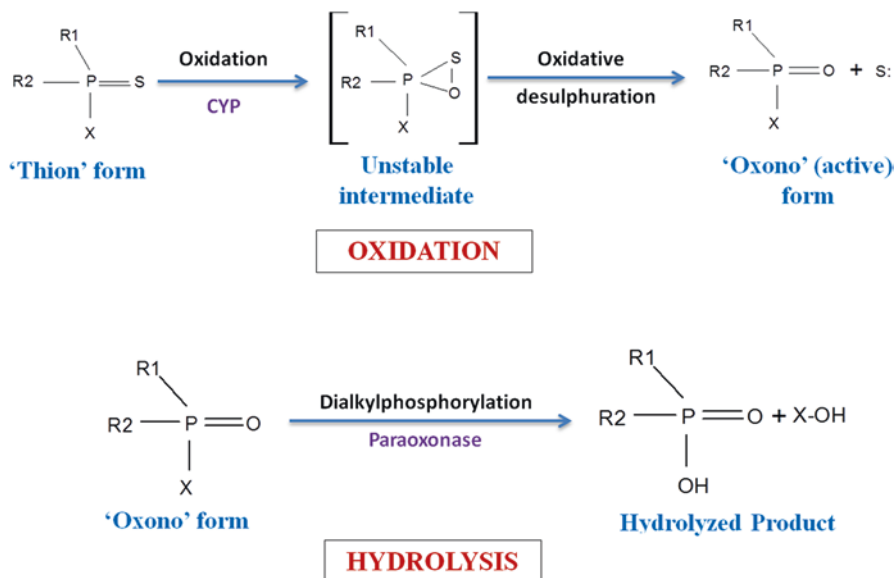 R1
R2
P
S
X
'Thion' form
Oxidation
CYP
R1
R2
P
S
O
X
Unstable
intermediate
Oxidative
desulphuration
R1
R2
P
O
+ S:
X
'Oxono' (active)
form
OXIDATION
R1
R2
P
O
X
'Oxono' form
Dialkylphosphorylation
Paraoxonase
R1
R2
P
O
+ X-OH
OH
Hydrolyzed Product
HYDROLYSIS